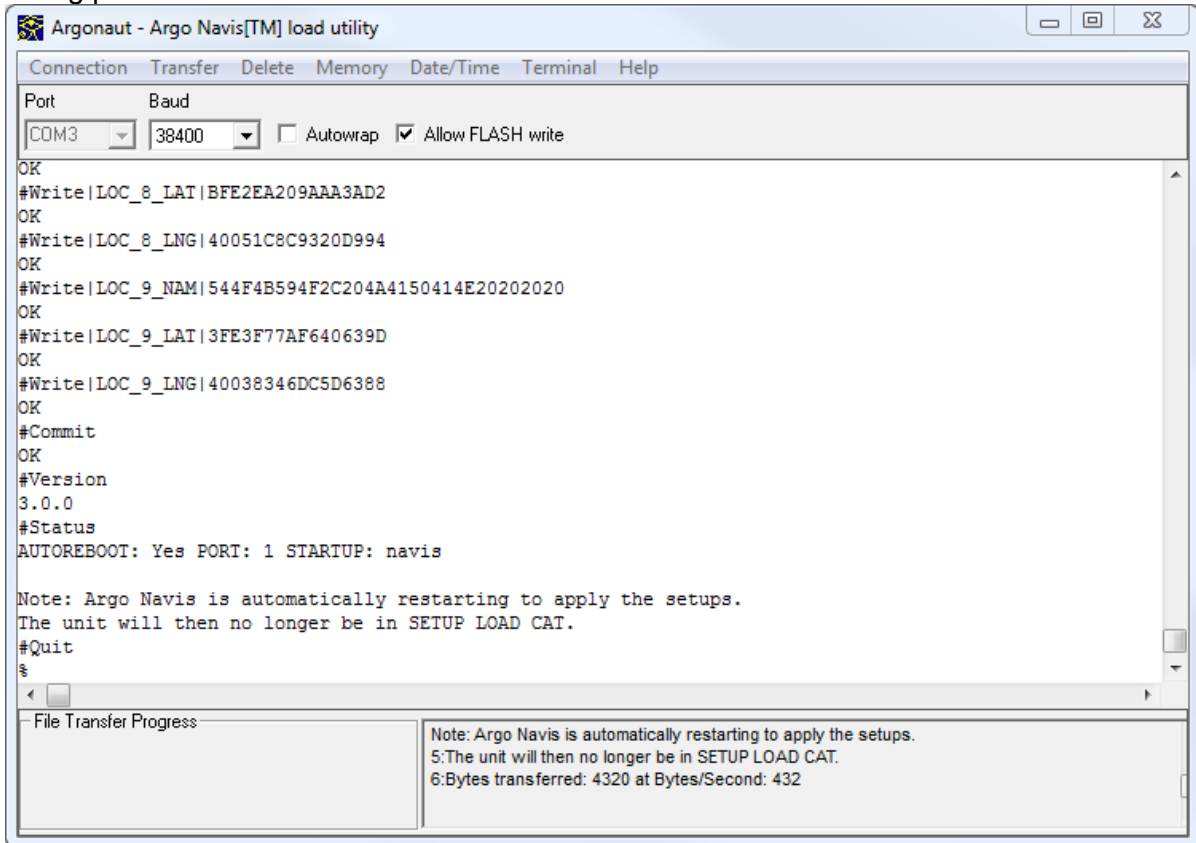 Argonaut - Argo Navis[TM] load utility
Connection Transfer Delete Memory Date/Time Terminal Help
Port Baud
COM3 38400 Autowrap Allow FLASH write
OK
#Write|LOC_8_LAT|BFE2EA209AAA3AD2
OK
#Write|LOC_8_LNG|40051C8C9320D994
OK
#Write|LOC_9_NAM|544F4B594F2C204A4150414E20202020
OK
#Write|LOC_9_LAT|3FE3F77AF640639D
OK
#Write|LOC_9_LNG|40038346DC5D6388
OK
#Commit
OK
#Version
3.0.0
#Status
AUTOREBOOT: Yes PORT: 1 STARTUP: navis
Note: Argo Navis is automatically restarting to apply the setups.
The unit will then no longer be in SETUP LOAD CAT.
#Quit
%
File Transfer Progress
Note: Argo Navis is automatically restarting to apply the setups.
5:The unit will then no longer be in SETUP LOAD CAT.
6:Bytes transferred: 4320 at Bytes/Second: 432